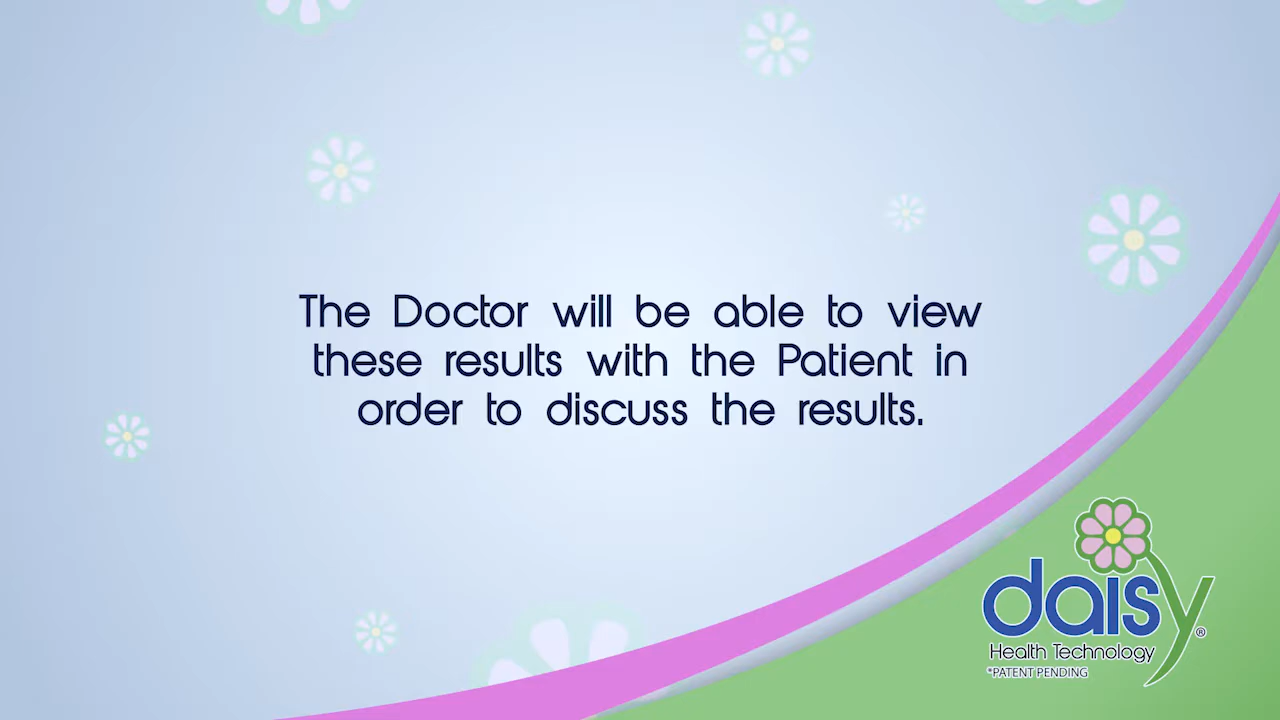 The Doctor will be able to view
these results with the Patient in
order to discuss the results.
daisy®
Health Technology
*PATENT PENDING